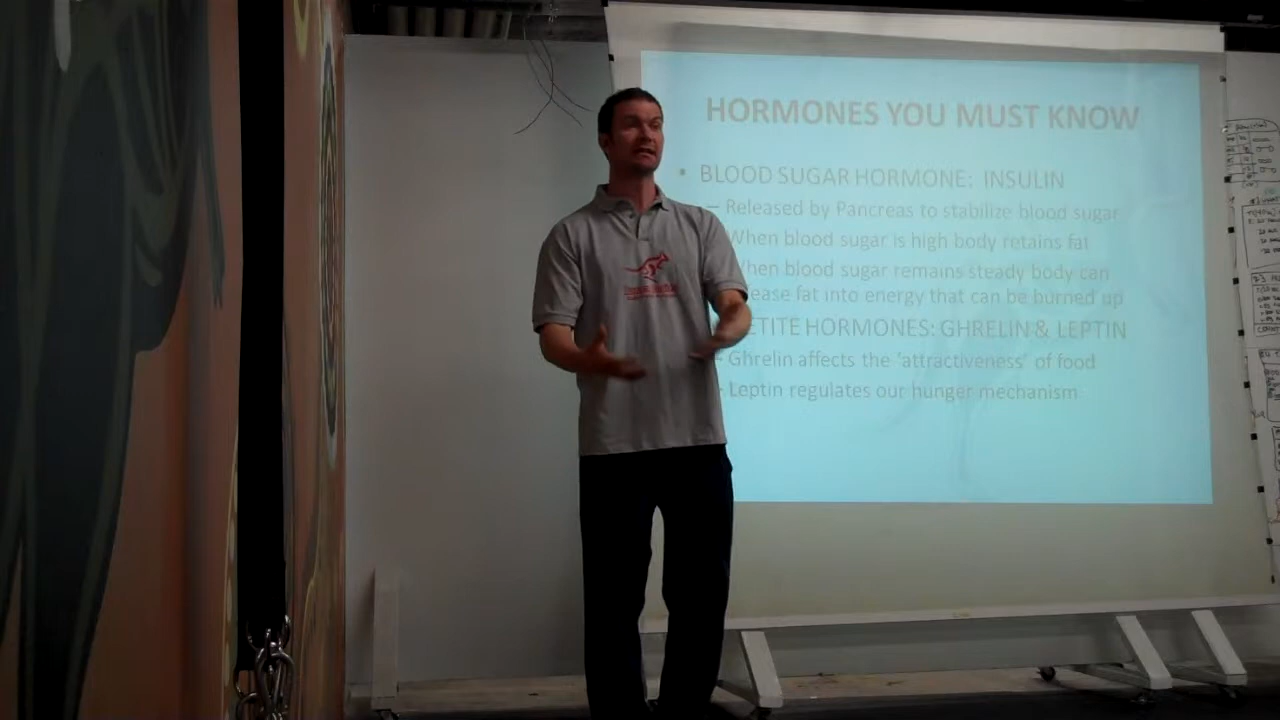 HORMONES YOU MUST KNOW
• BLOOD SUGAR HORMONE: INSULIN
– Released by Pancreas to stabilize blood sugar
When blood sugar is high body retains fat
hen blood sugar remains steady body can
ease fat into energy that can be burned up
ETITE HORMONES: GHRELIN & LEPTIN
– Ghrelin affects the 'attractiveness' of food
- Leptin regulates our hunger mechanism